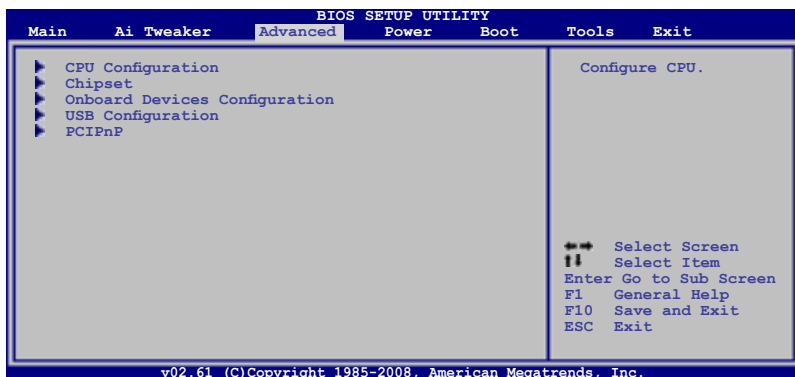 BIOS SETUP UTILITY
Main Ai Tweaker Advanced Power Boot Tools Exit
CPU Configuration
Chipset
Onboard Devices Configuration
USB Configuration
PCIPnP
Configure CPU.
Select Screen
Select Item
Enter Go to Sub Screen
F1 General Help
F10 Save and Exit
ESC Exit
v02.61 (C)Copyright 1985-2008, American Megatrends, Inc.